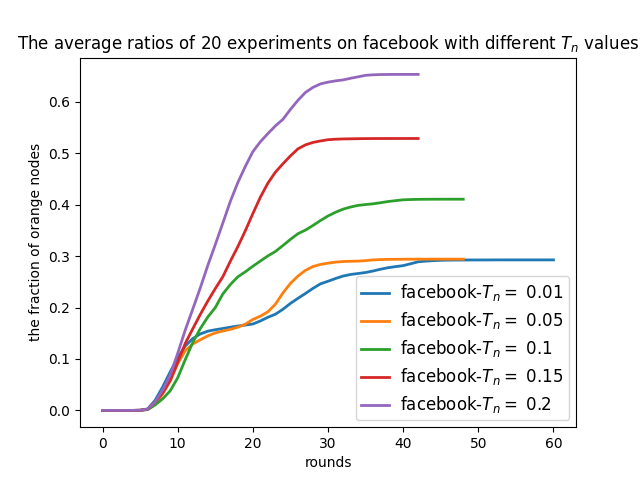 The average ratios of 20 experiments on facebook with different Tn values
the fraction of orange nodes
0.6
0.5
0.4
0.3
0.2
0.1
0.0
facebook-Tn = 0.01
facebook-Tn = 0.05
facebook-Tn = 0.1
facebook-Tn = 0.15
facebook-Tn = 0.2
0 10 20 30 40 50 60
rounds